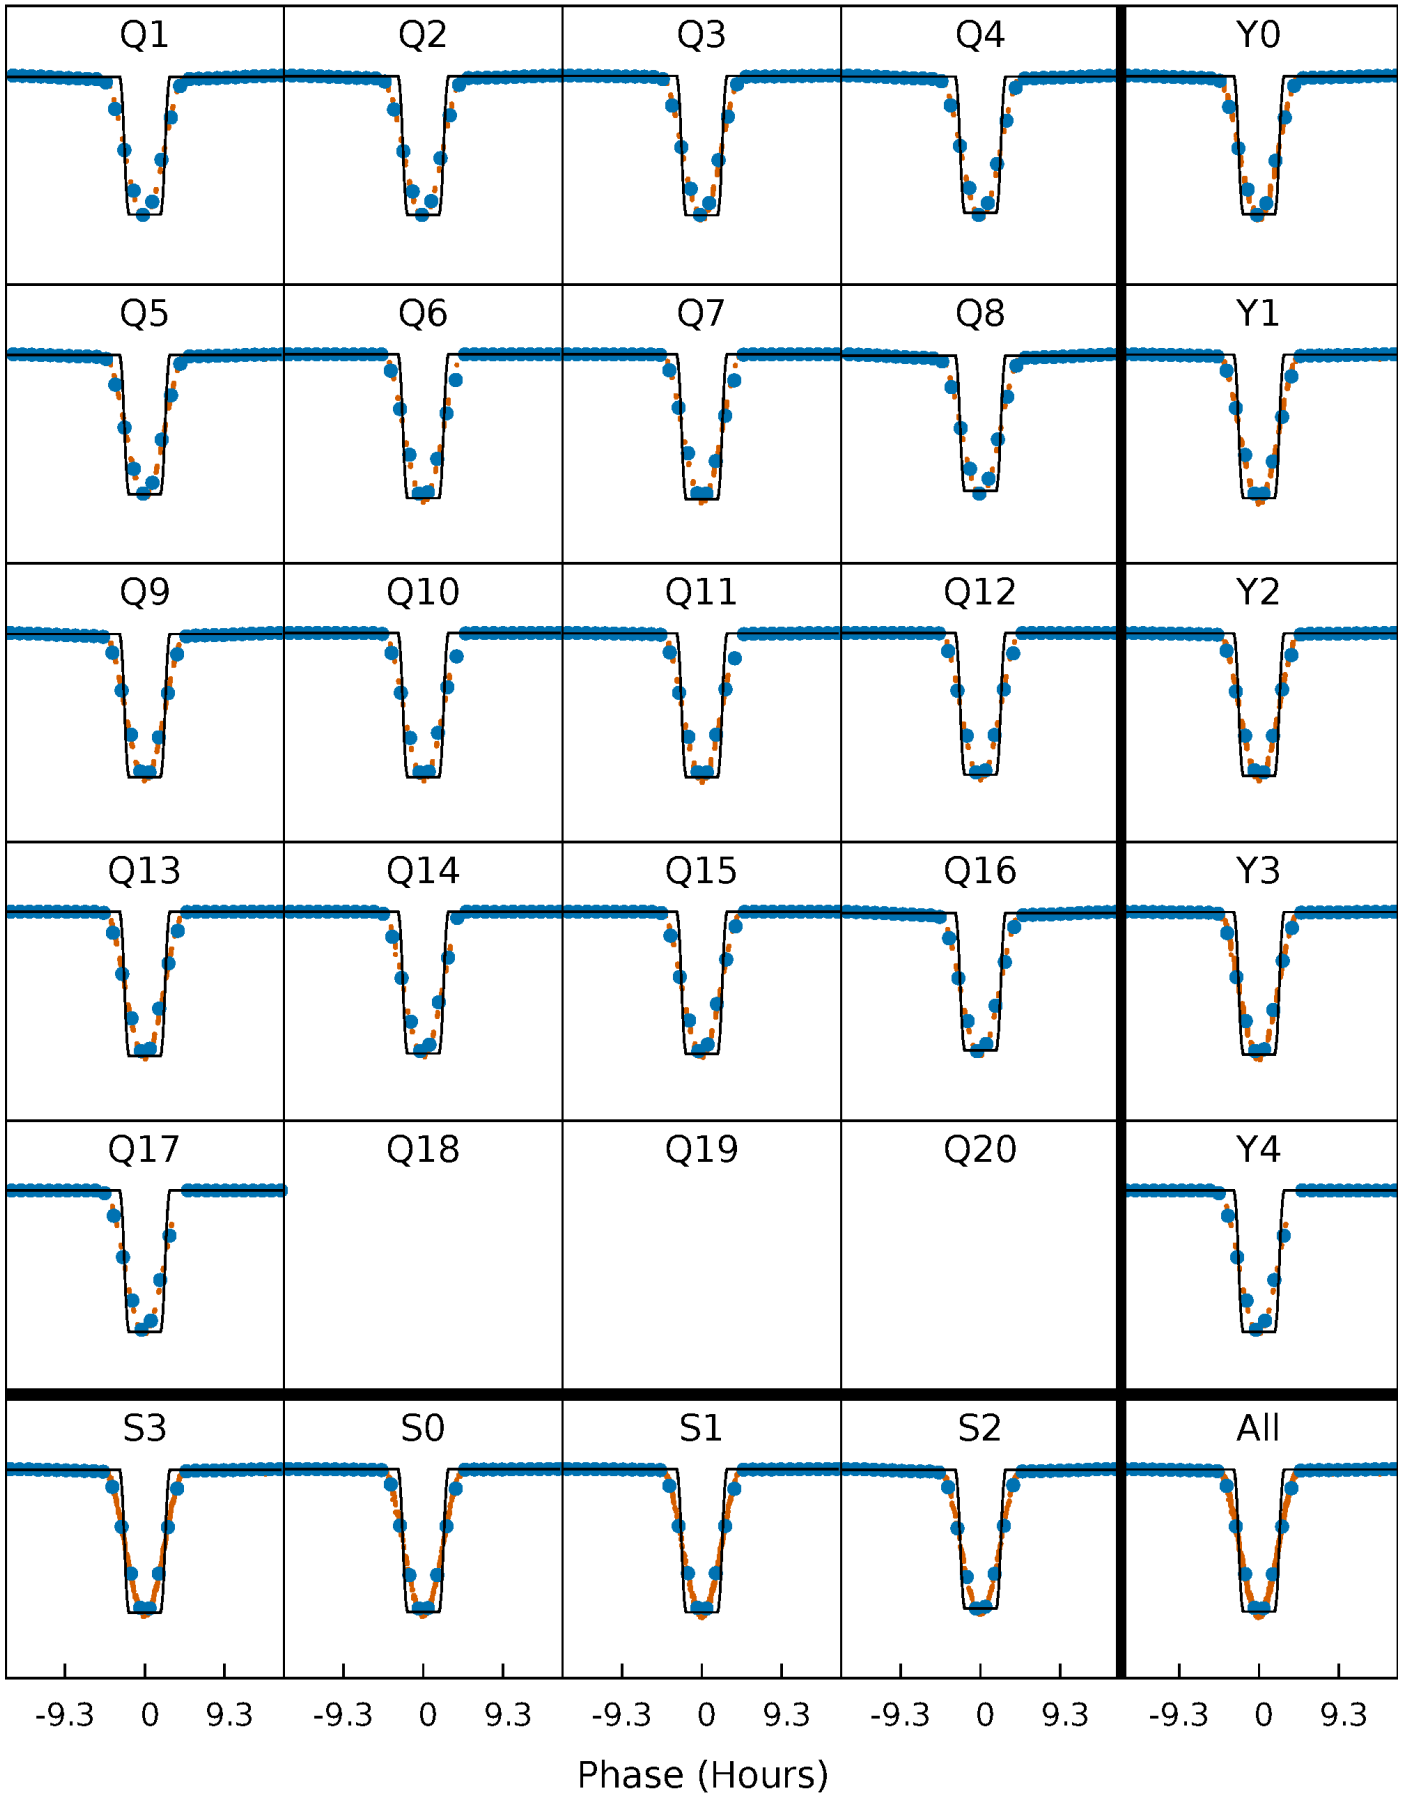 Q1 Q2 Q3 Q4 Y0
Q5 Q6 Q7 Q8 Y1
Q9 Q10 Q11 Q12 Y2
Q13 Q14 Q15 Q16 Y3
Q17 Q18 Q19 Q20 Y4
S3 S0 S1 S2 All
-9.3 0 9.3 -9.3 0 9.3 -9.3 0 9.3 -9.3 0 9.3 -9.3 0 9.3
Phase (Hours)